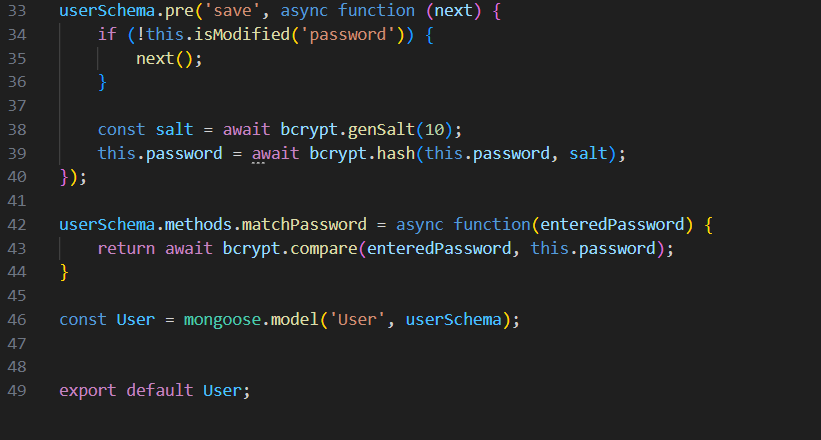 33 userSchema.pre('save', async function (next) {
34     if (!this.isModified('password')) {
35         next();
36     }
37
38     const salt = await bcrypt.genSalt(10);
39     this.password = await bcrypt.hash(this.password, salt);
40 });
41
42 userSchema.methods.matchPassword = async function(enteredPassword) {
43     return await bcrypt.compare(enteredPassword, this.password);
44 }
45
46 const User = mongoose.model('User', userSchema);
47
48
49 export default User;